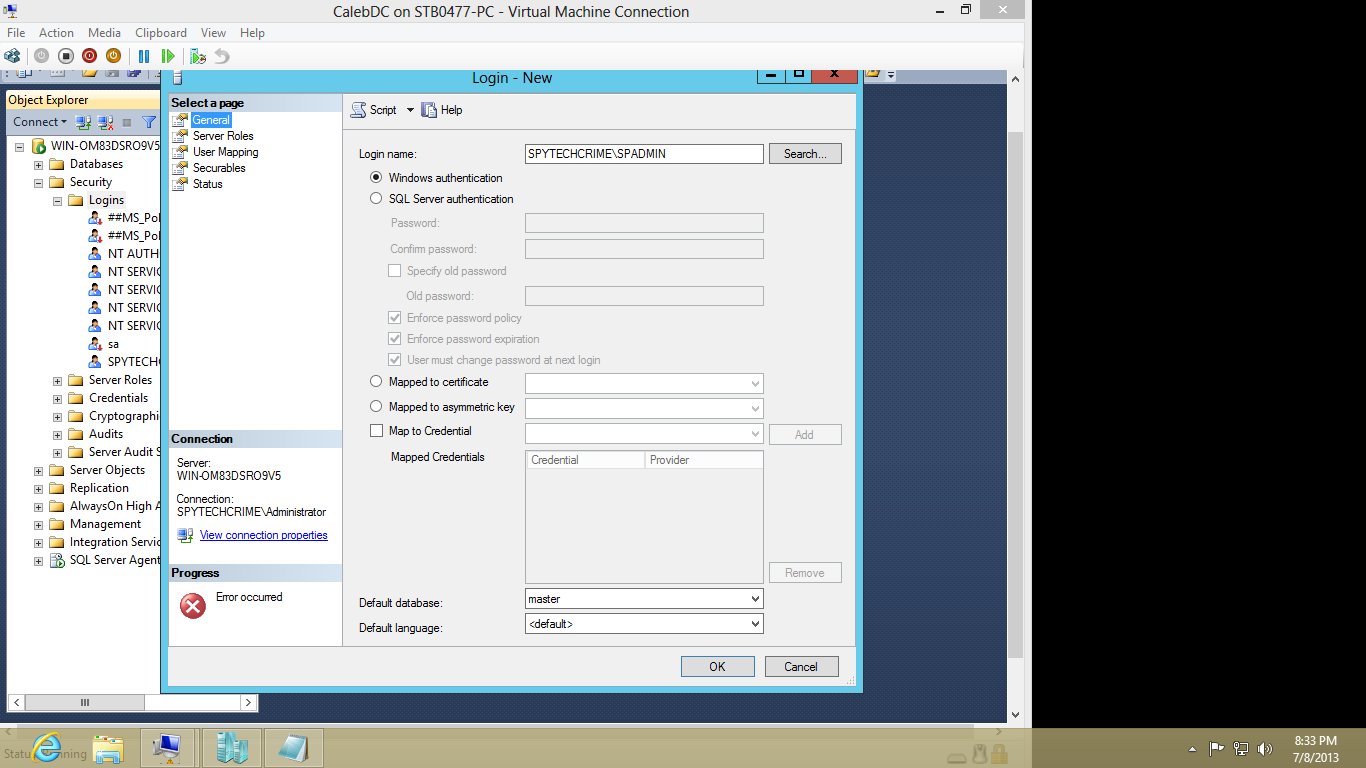 CalebDC on STB0477-PC - Virtual Machine Connection
File Action Media Clipboard View Help
Login - New
Object Explorer
Connect
WIN-OM83DSRO9V5
Databases
Security
Logins
##MS_Pol
##MS_Pol
NT AUTH
NT SERVIC
NT SERVIC
NT SERVIC
NT SERVIC
sa
SPYTECH
Server Roles
Credentials
Cryptographi
Audits
Server Audit S
Server Objects
Replication
AlwaysOn High A
Management
Integration Servic
SQL Server Agent
Select a page
General
Server Roles
User Mapping
Securables
Status
Connection
Server:
WIN-OM83DSRO9V5
Connection:
SPYTECHCRIME\Administrator
View connection properties
Progress
Error occurred
Script Help
Login name: SPYTECHCRIME\SPADMIN Search...
Windows authentication
SQL Server authentication
Password:
Confirm password:
Specify old password
Old password:
Enforce password policy
Enforce password expiration
User must change password at next login
Mapped to certificate
Mapped to asymmetric key
Map to Credential Add
Mapped Credentials Credential Provider
Remove
Default database: master
Default language: <default>
OK Cancel
8:33 PM
7/8/2013